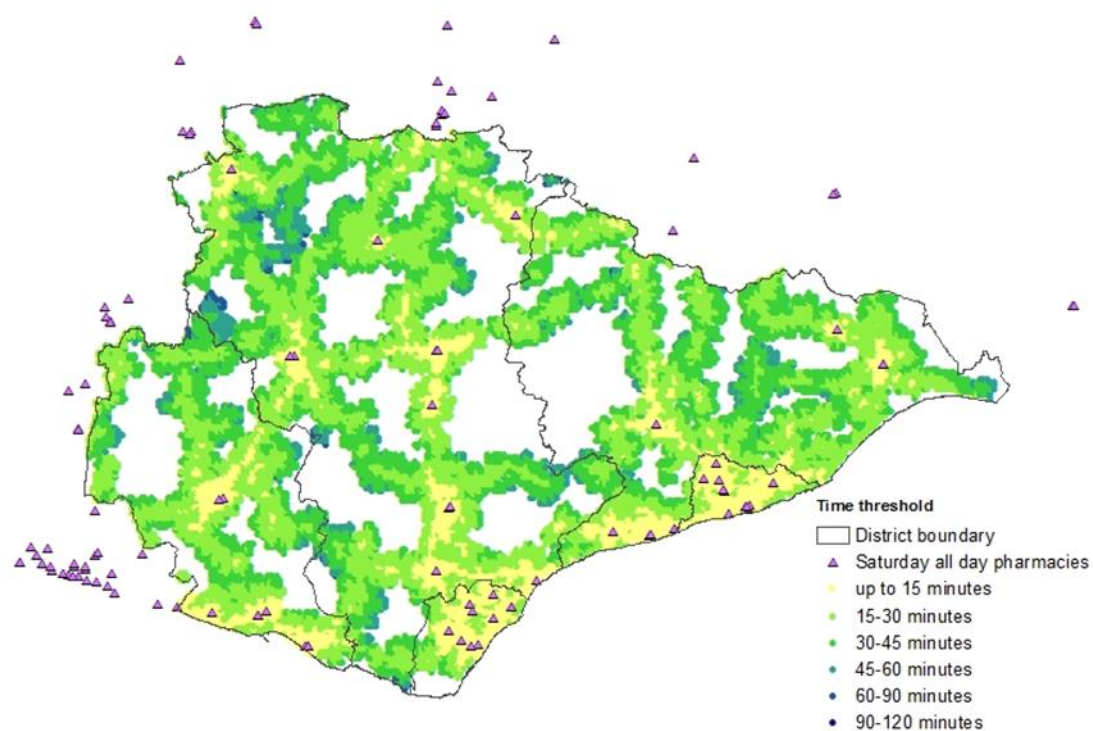 Time threshold
District boundary
Saturday all day pharmacies
up to 15 minutes
15-30 minutes
30-45 minutes
45-60 minutes
60-90 minutes
90-120 minutes